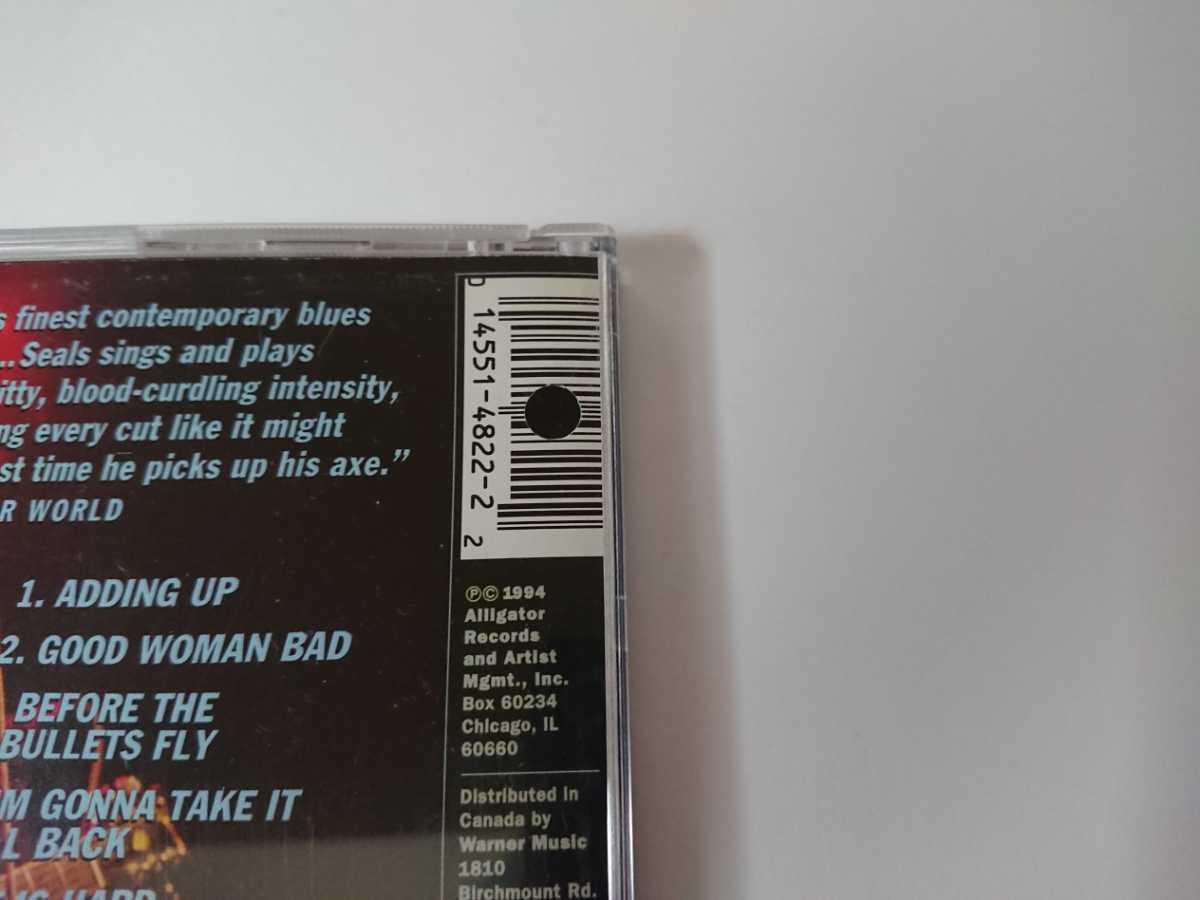 s finest contemporary blues
...Seals sings and plays
itty, blood-curdling intensity,
ng every cut like it might
st time he picks up his axe.”
R WORLD
1. ADDING UP
2. GOOD WOMAN BAD
BEFORE THE
BULLETS FLY
'M GONNA TAKE IT
L BACK
IS HARD
0 14551-4822-2 2
℗© 1994
Alligator
Records
and Artist
Mgmt., Inc.
Box 60234
Chicago, IL
60660
Distributed in
Canada by
Warner Music
1810
Birchmount Rd.